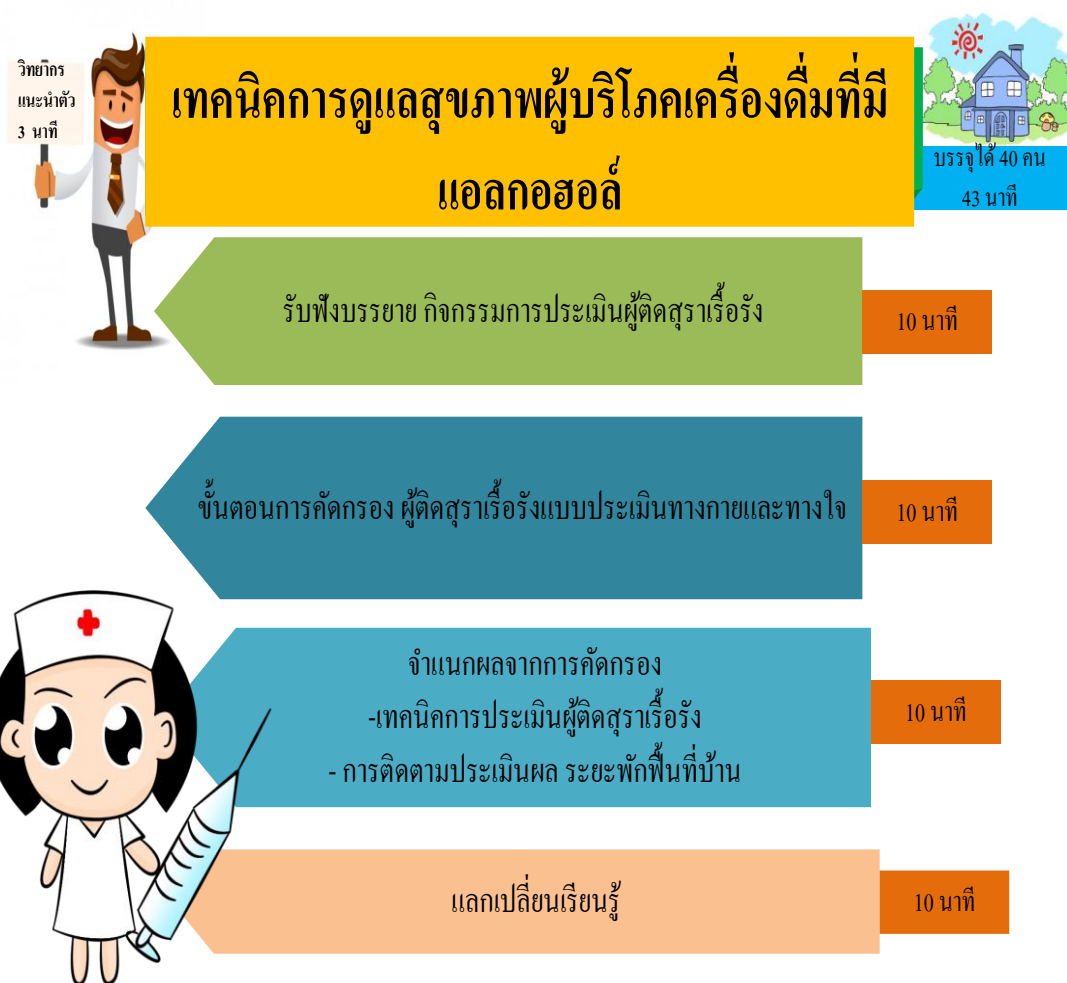 วิทยากร
แนะนำตัว
3 นาที
เทคนิคการดูแลสุขภาพผู้บริโภคเครื่องดื่มที่มี
แอลกอฮอล์
บรรจุได้ 40 คน
43 นาที
รับฟังบรรยาย กิจกรรมการประเมินผู้ติดสุราเรื้อรัง
10 นาที
ขั้นตอนการคัดกรอง ผู้ติดสุราเรื้อรังแบบประเมินทางกายและทางใจ
10 นาที
จำแนกผลจากการคัดกรอง
-เทคนิคการประเมินผู้ติดสุราเรื้อรัง
- การติดตามประเมินผล ระยะพักฟื้นที่บ้าน
10 นาที
แลกเปลี่ยนเรียนรู้
10 นาที